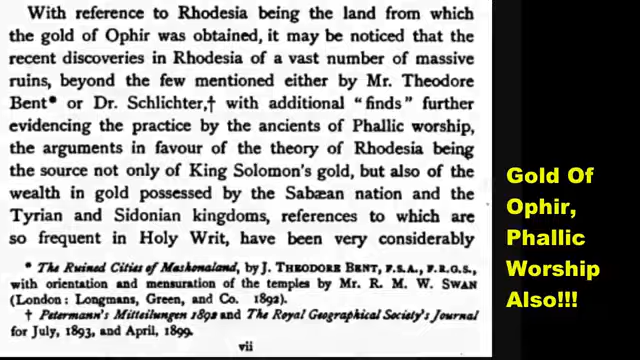 With reference to Rhodesia being the land from which
the gold of Ophir was obtained, it may be noticed that the
recent discoveries in Rhodesia of a vast number of massive
ruins, beyond the few mentioned either by Mr. Theodore
Bent* or Dr. Schlichter,† with additional "finds" further
evidencing the practice by the ancients of Phallic worship,
the arguments in favour of the theory of Rhodesia being
the source not only of King Solomon's gold, but also of the
wealth in gold possessed by the Sabæan nation and the
Tyrian and Sidonian kingdoms, references to which are
so frequent in Holy Writ, have been very considerably
* The Ruined Cities of Mashonaland, by J. THEODORE BENT, F.S.A., F.R.G.S.,
with orientation and mensuration of the temples by Mr. R. M. W. SWAN
(London: Longmans, Green, and Co. 1892).
† Petermann's Mitteilungen 1892 and The Royal Geographical Society's Journal
for July, 1893, and April, 1899.
vii
Gold Of
Ophir,
Phallic
Worship
Also!!!